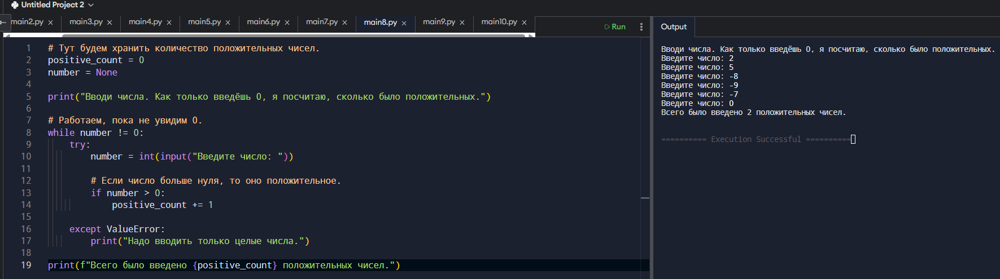 Untitled Project 2
main2.py × main3.py × main4.py × main5.py × main6.py × main7.py × main8.py × main9.py × main10.py ×
Run
Output
1 # Тут будем хранить количество положительных чисел.
2 positive_count = 0
3 number = None
4
5 print("Вводи числа. Как только введёшь 0, я посчитаю, сколько было положительных.")
6
7 # Работаем, пока не увидим 0.
8 while number != 0:
9     try:
10         number = int(input("Введите число: "))
11
12         # Если число больше нуля, то оно положительное.
13         if number > 0:
14             positive_count += 1
15
16     except ValueError:
17         print("Надо вводить только целые числа.")
18
19 print(f"Всего было введено {positive_count} положительных чисел.")
Вводи числа. Как только введёшь 0, я посчитаю, сколько было положительных.
Введите число: 2
Введите число: 5
Введите число: -8
Введите число: -9
Введите число: -7
Введите число: 0
Всего было введено 2 положительных чисел.
========== Execution Successful ==========